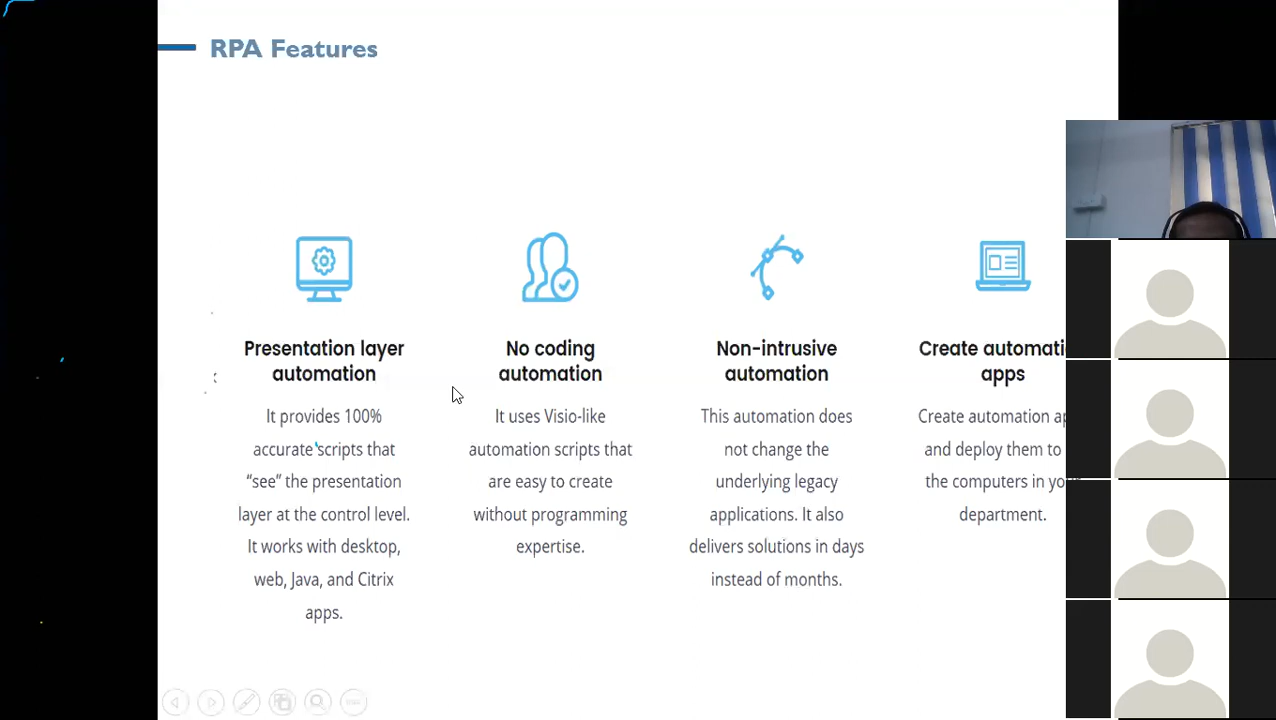 RPA Features
Presentation layer
automation
It provides 100%
accurate scripts that
“see” the presentation
layer at the control level.
It works with desktop,
web, Java, and Citrix
apps.
No coding
automation
It uses Visio-like
automation scripts that
are easy to create
without programming
expertise.
Non-intrusive
automation
This automation does
not change the
underlying legacy
applications. It also
delivers solutions in days
instead of months.
Create
apps
Create automation
and deploy them to
the computers in
department.